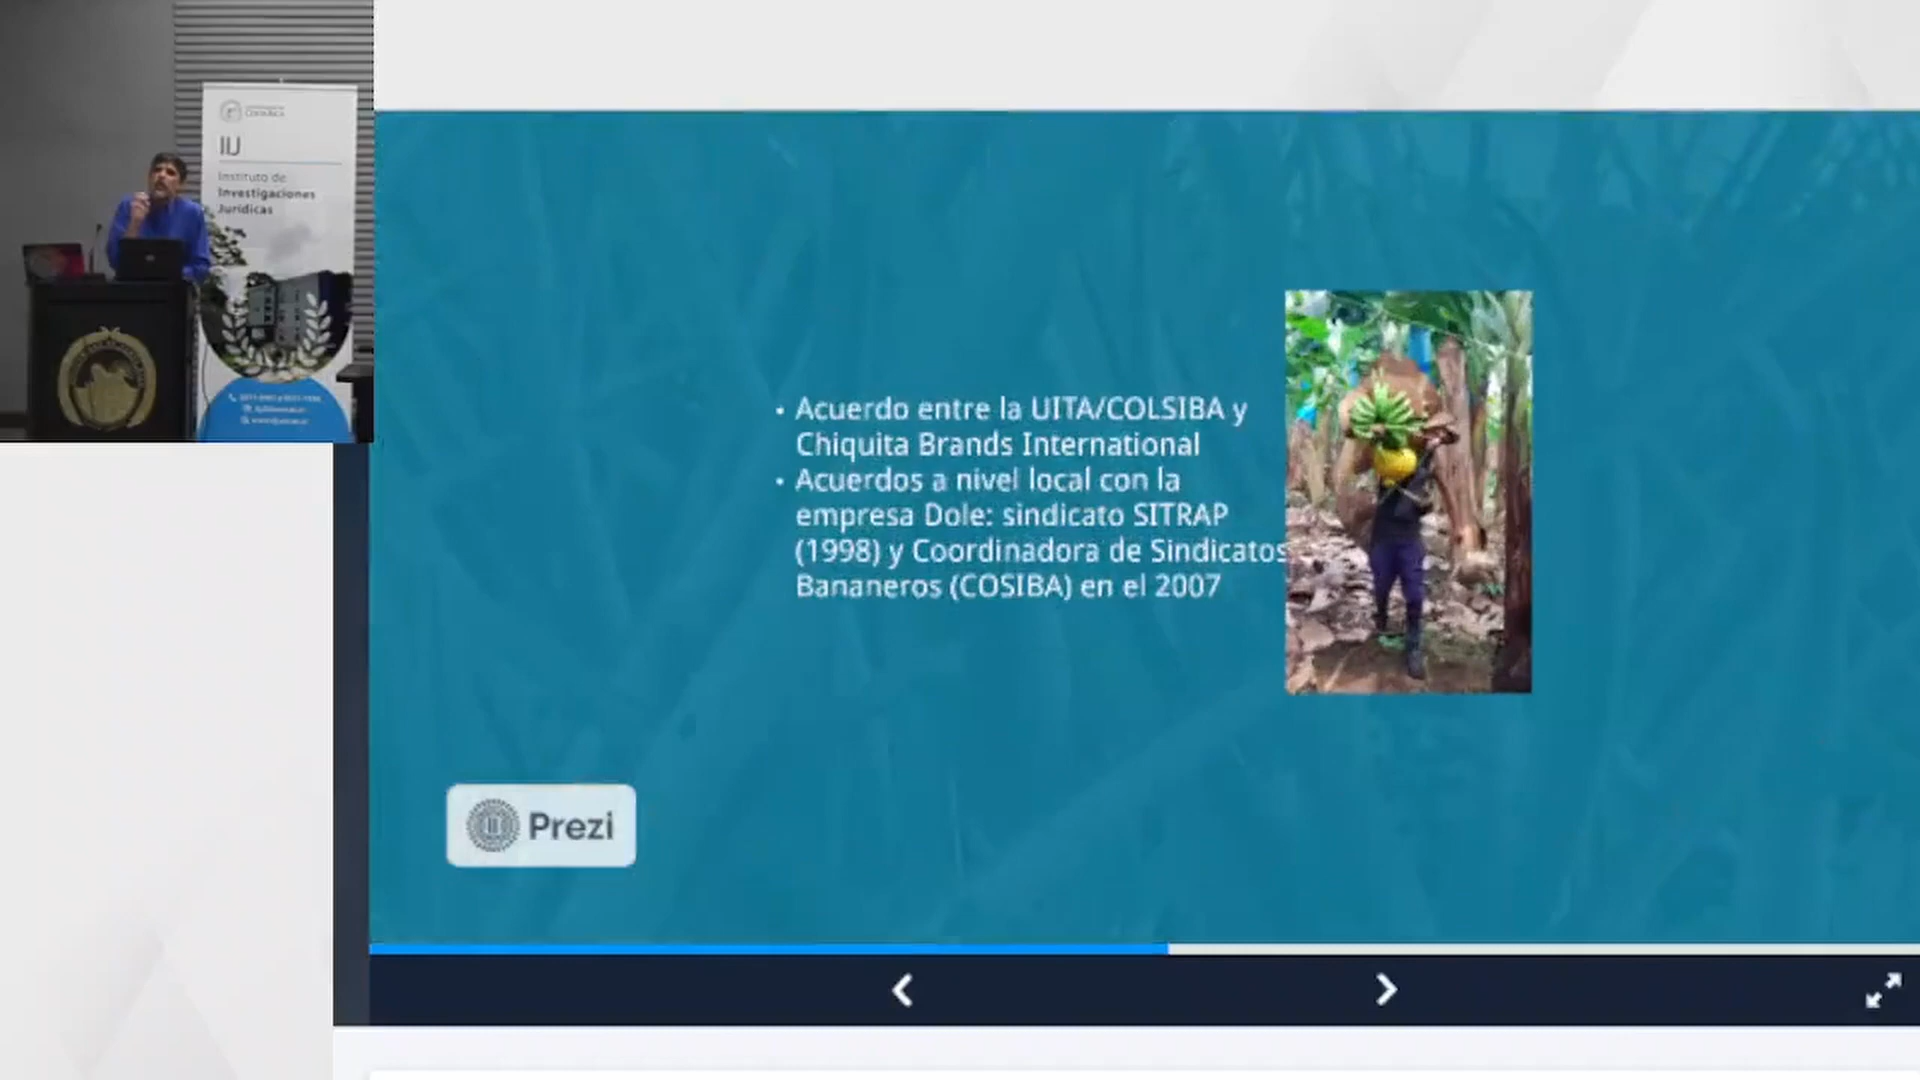 IIJ
Instituto de
Investigaciones
Jurídicas
• Acuerdo entre la UITA/COLSIBA y
Chiquita Brands International
• Acuerdos a nivel local con la
empresa Dole: sindicato SITRAP
(1998) y Coordinadora de Sindicatos
Bananeros (COSIBA) en el 2007
Prezi